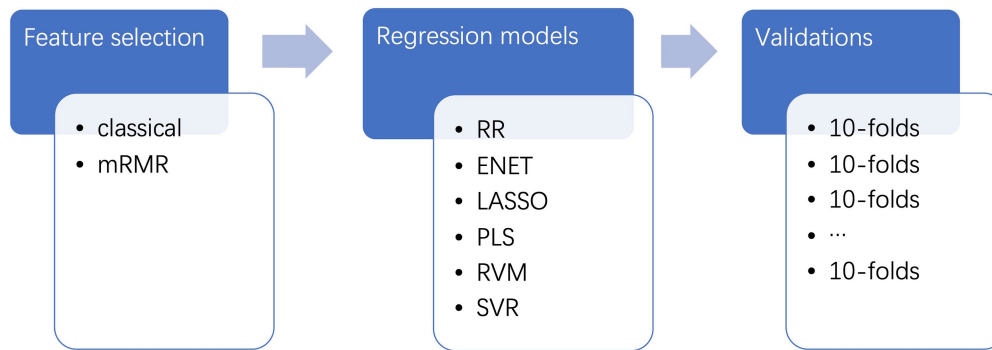 Feature selection
• classical
• mRMR
Regression models
• RR
• ENET
• LASSO
• PLS
• RVM
• SVR
Validations
• 10-folds
• 10-folds
• 10-folds
• ...
• 10-folds